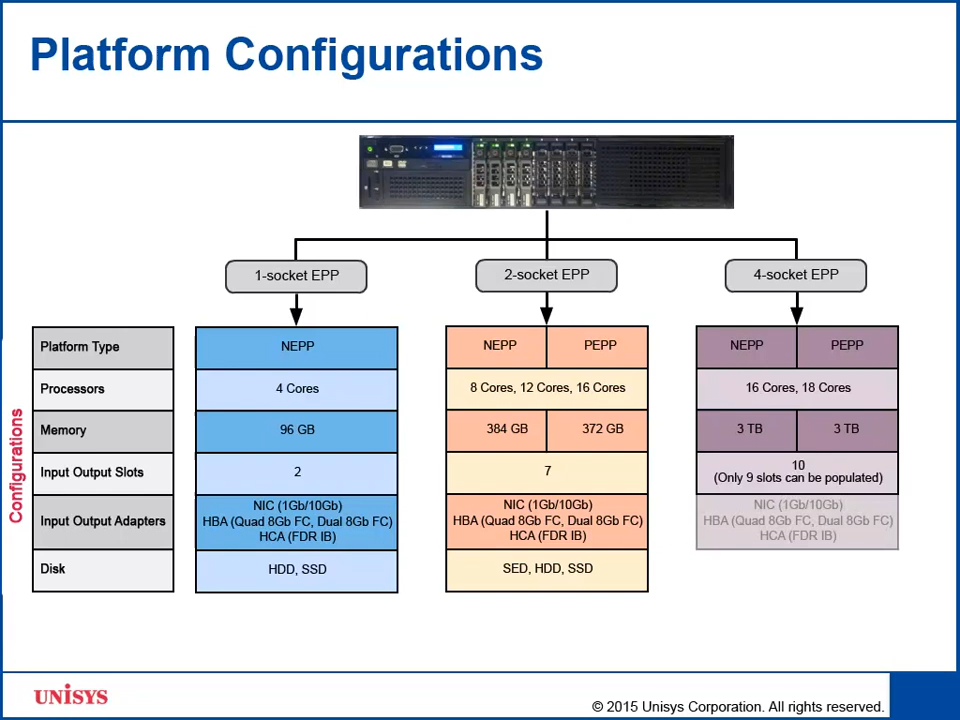 Platform Configurations
1-socket EPP
2-socket EPP
4-socket EPP
Configurations
Platform Type
NEPP
NEPP
PEPP
NEPP
PEPP
Processors
4 Cores
8 Cores, 12 Cores, 16 Cores
16 Cores, 18 Cores
Memory
96 GB
384 GB
372 GB
3 TB
3 TB
Input Output Slots
2
7
10
(Only 9 slots can be populated)
Input Output Adapters
NIC (1Gb/10Gb)
HBA (Quad 8Gb FC, Dual 8Gb FC)
HCA (FDR IB)
NIC (1Gb/10Gb)
HBA (Quad 8Gb FC, Dual 8Gb FC)
HCA (FDR IB)
NIC (1Gb/10Gb)
HBA (Quad 8Gb FC, Dual 8Gb FC)
HCA (FDR IB)
Disk
HDD, SSD
SED, HDD, SSD
UNISYS
© 2015 Unisys Corporation. All rights reserved.